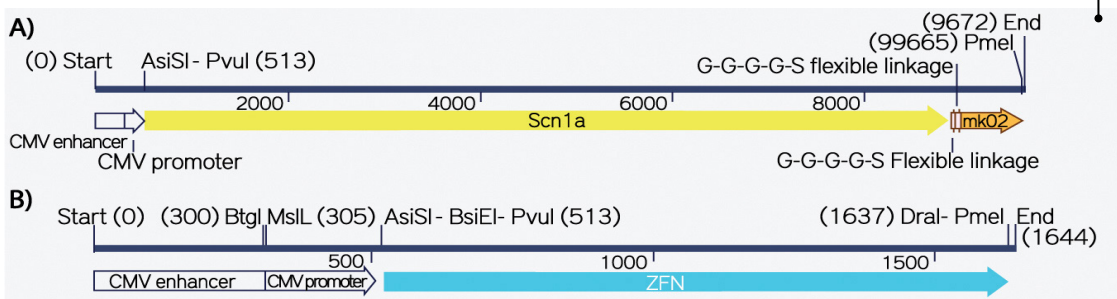 A)
(9672) End
(99665) PmeI
(0) Start
AsiSI - PvuI (513)
G-G-G-G-S flexible linkage
2000
4000
6000
8000
Scn1a
mk02
CMV enhancer
CMV promoter
G-G-G-G-S Flexible linkage
B)
Start (0)
(300) BtgI
MslL (305)
AsiSI - BsiEI- PvuI (513)
(1637) DraI- PmeI
End
(1644)
500
1000
1500
CMV enhancer
CMV promoter
ZFN